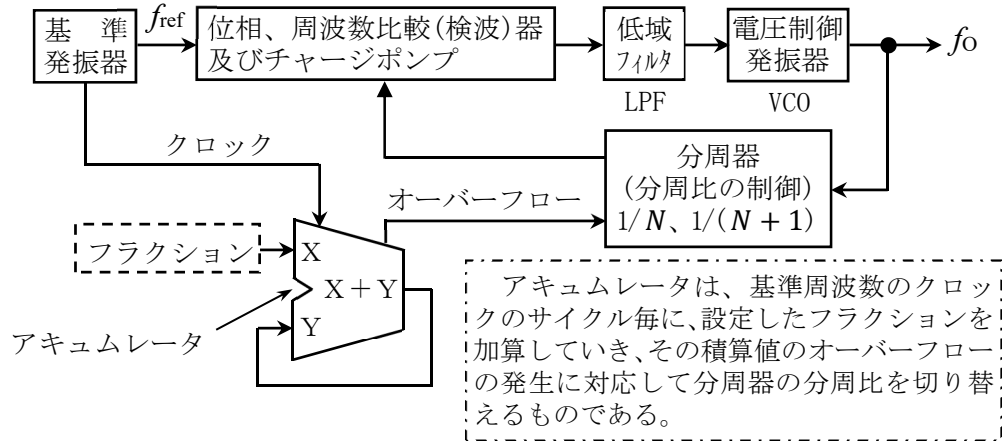 基 準
発振器
fref
位相、周波数比較(検波)器
及びチャージポンプ
低域
フィルタ
LPF
電圧制御
発振器
VCO
fo
クロック
分周器
(分周比の制御)
1/N、1/(N + 1)
オーバーフロー
フラクション
X
X + Y
Y
アキュムレータ
アキュムレータは、基準周波数のクロッ
クのサイクル毎に、設定したフラクションを
加算していき、その積算値のオーバーフロー
の発生に対応して分周器の分周比を切り替
えるものである。